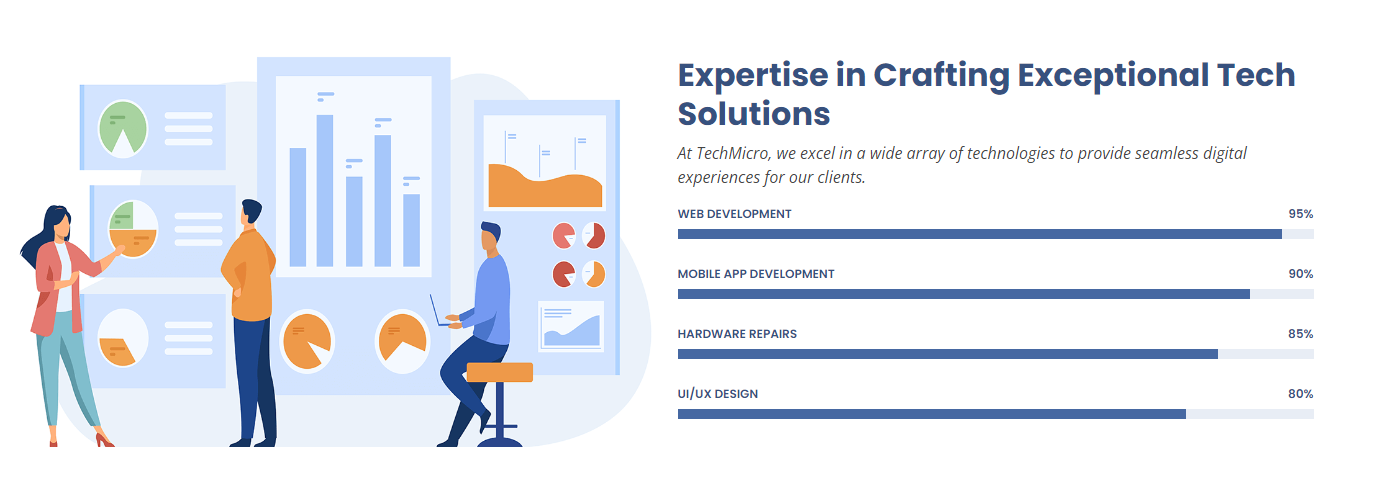 Expertise in Crafting Exceptional Tech
Solutions
At TechMicro, we excel in a wide array of technologies to provide seamless digital
experiences for our clients.
WEB DEVELOPMENT 95%
MOBILE APP DEVELOPMENT 90%
HARDWARE REPAIRS 85%
UI/UX DESIGN 80%